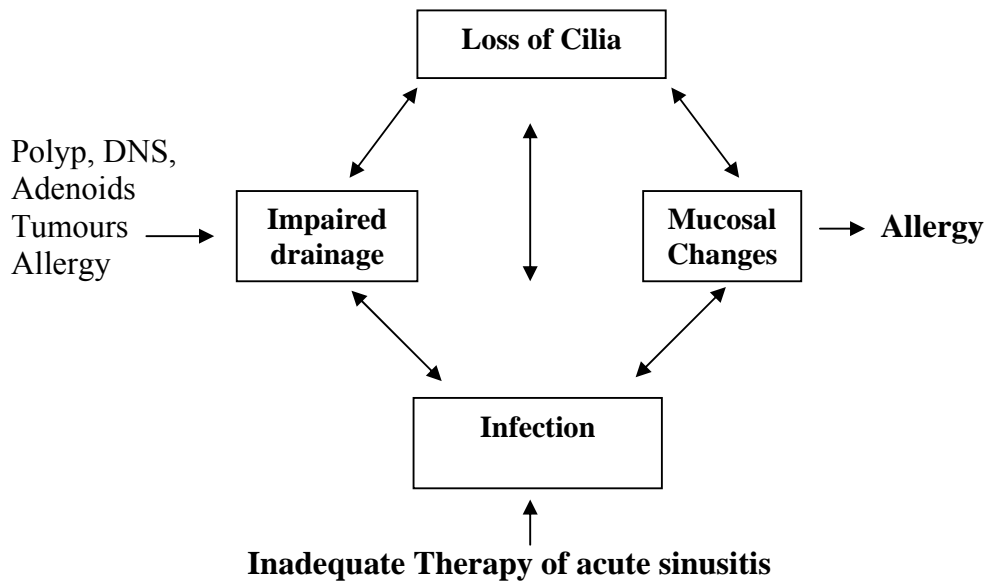 Loss of Cilia
Polyp, DNS,
Adenoids
Tumours
Allergy
Impaired
drainage
Mucosal
Changes
Allergy
Infection
Inadequate Therapy of acute sinusitis